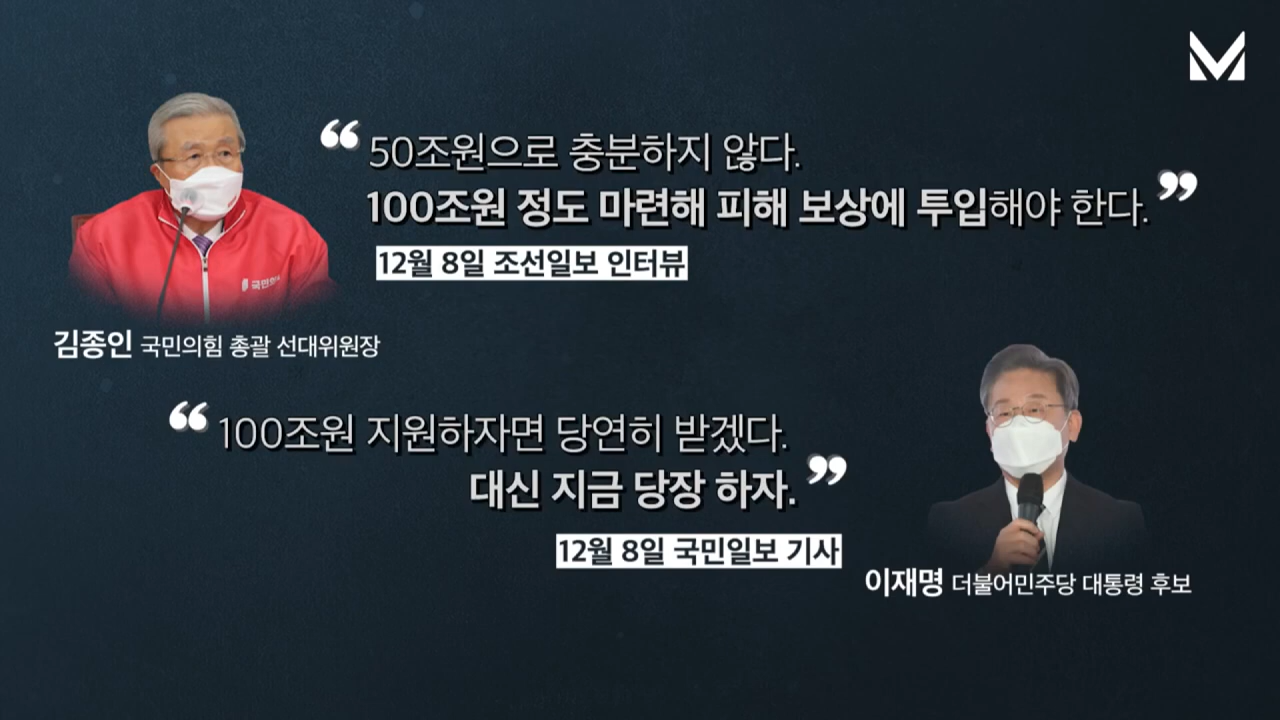 “ 50조원으로 충분하지 않다.
100조원 정도 마련해 피해 보상에 투입해야 한다. ”
12월 8일 조선일보 인터뷰
국민의힘
김종인 국민의힘 총괄 선대위원장
“ 100조원 지원하자면 당연히 받겠다.
대신 지금 당장 하자. ”
12월 8일 국민일보 기사
이재명 더불어민주당 대통령 후보